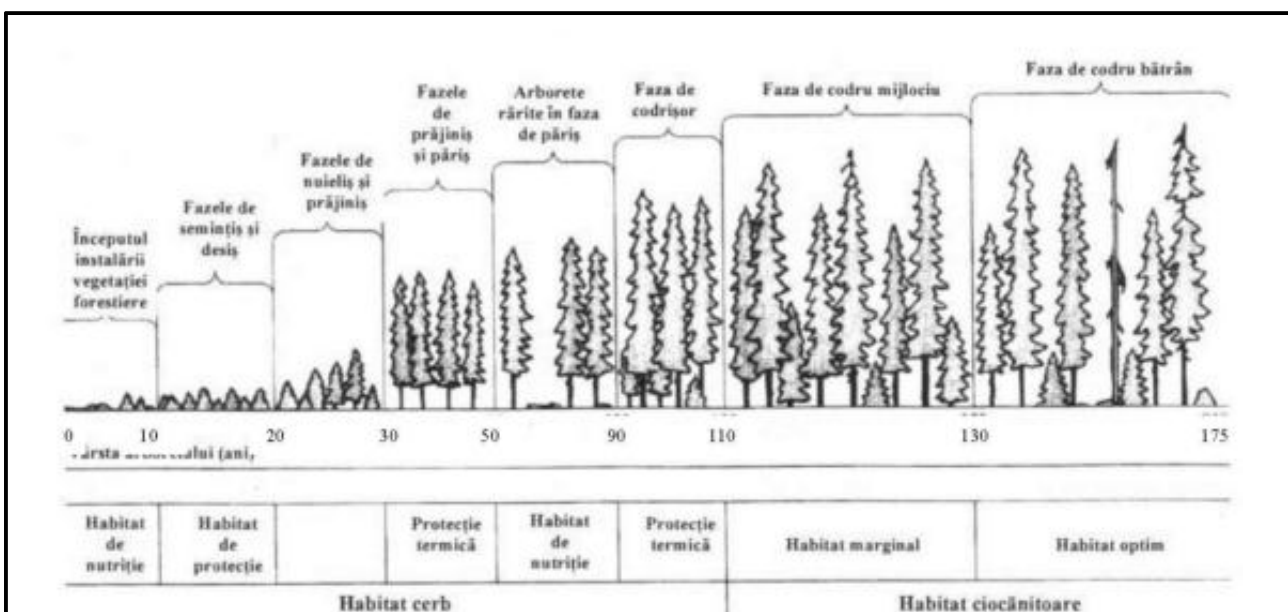 Începutul
instalării
vegetației
forestiere
Fazele de
semințiș și
desiș
Fazele de
nuieliș și
prăjiniș
Fazele
de
prăjiniș
și păriș
Arborete
rărite în faza
de păriș
Faza de
codrișor
Faza de codru mijlociu
Faza de codru bătrân
0 10 20 30 50 90 110 130 175
(ani)
Habitat
de
nutriție
Habitat
de
protecție
Protecție
termică
Habitat
de
nutriție
Protecție
termică
Habitat marginal
Habitat optim
Habitat cerb
Habitat ciocănitoare